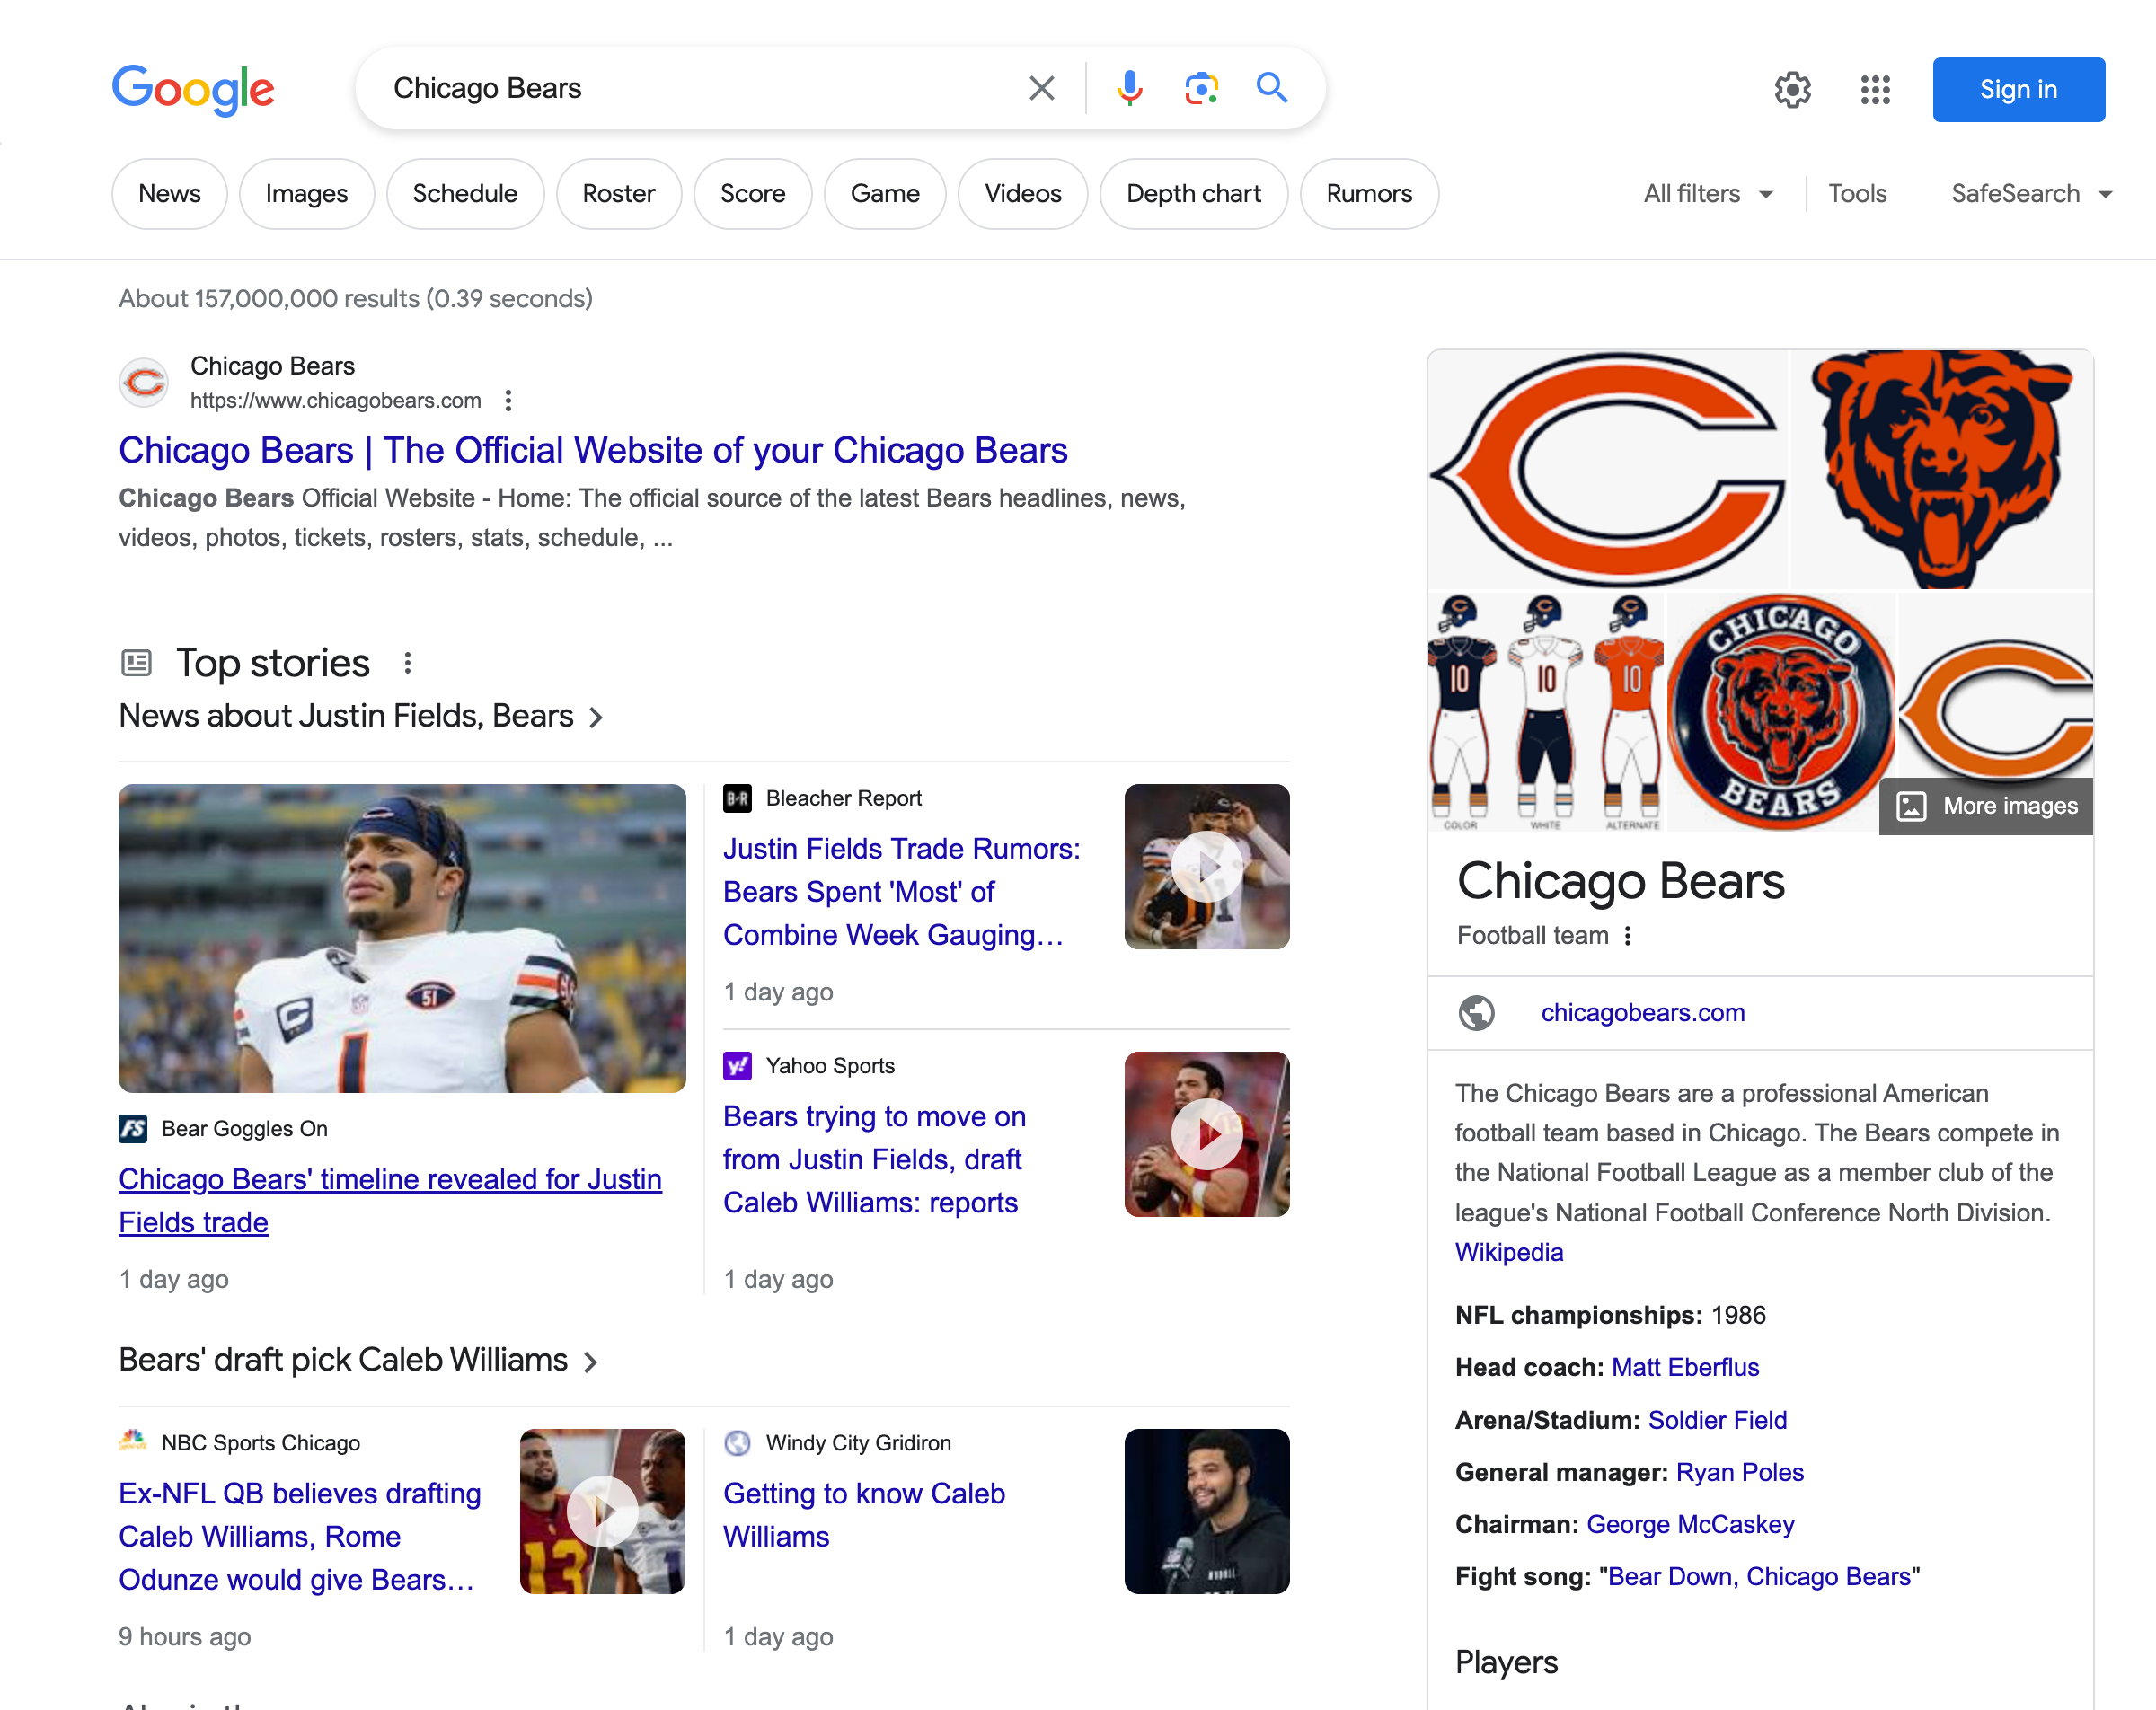 Google
Chicago Bears
Sign in
News
Images
Schedule
Roster
Score
Game
Videos
Depth chart
Rumors
All filters
Tools
SafeSearch
About 157,000,000 results (0.39 seconds)
Chicago Bears
https://www.chicagobears.com
Chicago Bears | The Official Website of your Chicago Bears
Chicago Bears Official Website - Home: The official source of the latest Bears headlines, news,
videos, photos, tickets, rosters, stats, schedule, ...
Top stories
News about Justin Fields, Bears
51
1
Bear Goggles On
Chicago Bears' timeline revealed for Justin
Fields trade
1 day ago
B/R
Bleacher Report
Justin Fields Trade Rumors:
Bears Spent 'Most' of
Combine Week Gauging...
1 day ago
Yahoo Sports
Bears trying to move on
from Justin Fields, draft
Caleb Williams: reports
1 day ago
Bears' draft pick Caleb Williams
NBC Sports Chicago
Ex-NFL QB believes drafting
Caleb Williams, Rome
Odunze would give Bears...
9 hours ago
13
Windy City Gridiron
Getting to know Caleb
Williams
1 day ago
10
10
10
COLOR
WHITE
ALTERNATE
CHICAGO
BEARS
More images
Chicago Bears
Football team
chicagobears.com
The Chicago Bears are a professional American
football team based in Chicago. The Bears compete in
the National Football League as a member club of the
league's National Football Conference North Division.
Wikipedia
NFL championships: 1986
Head coach: Matt Eberflus
Arena/Stadium: Soldier Field
General manager: Ryan Poles
Chairman: George McCaskey
Fight song: "Bear Down, Chicago Bears"
Players